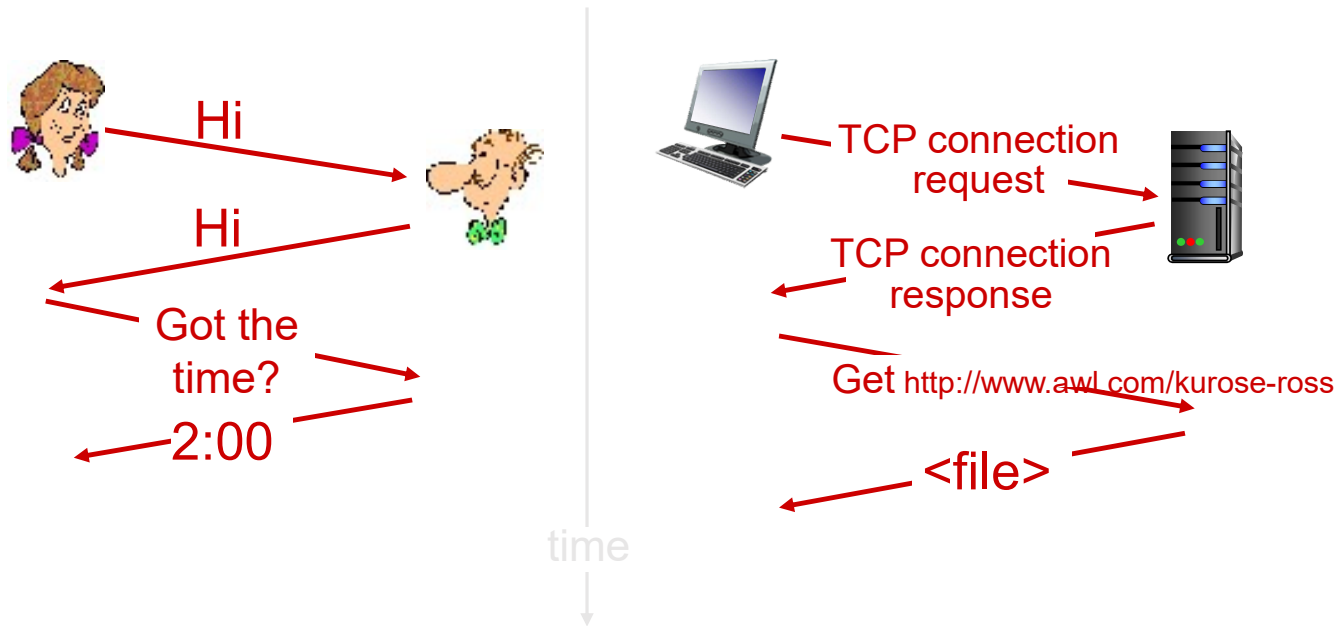 Hi
Hi
Got the
time?
2:00
TCP connection
request
TCP connection
response
Get http://www.awl.com/kurose-ross
<file>
time